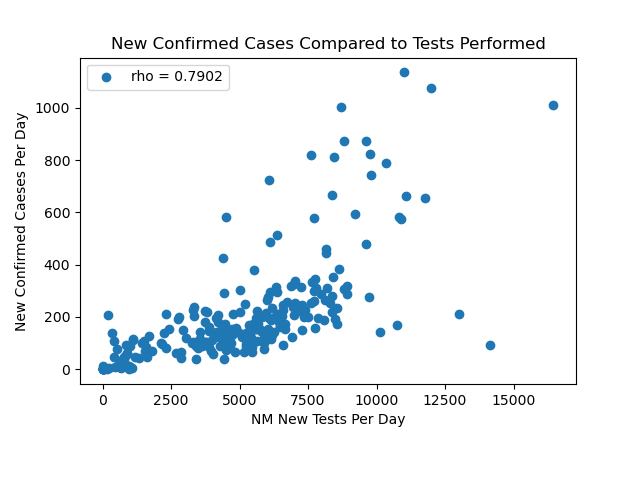 New Confirmed Cases Compared to Tests Performed
rho = 0.7902
New Confirmed Caeses Per Day
1000
800
600
400
200
0
0 2500 5000 7500 10000 12500 15000
NM New Tests Per Day